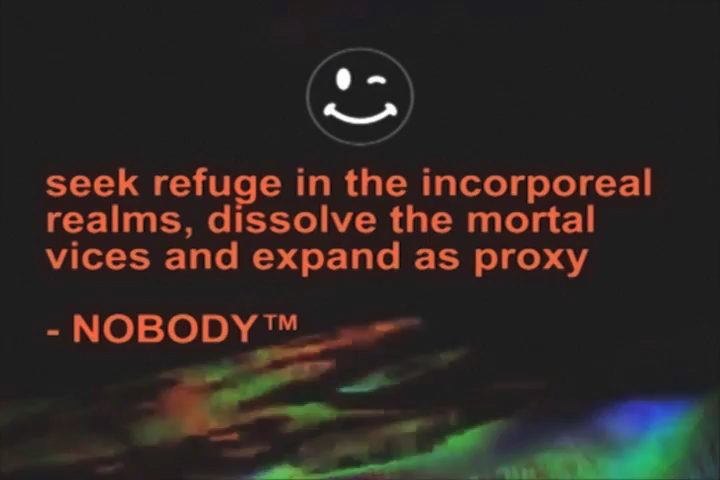 seek refuge in the incorporeal
realms, dissolve the mortal
vices and expand as proxy
- NOBODY™